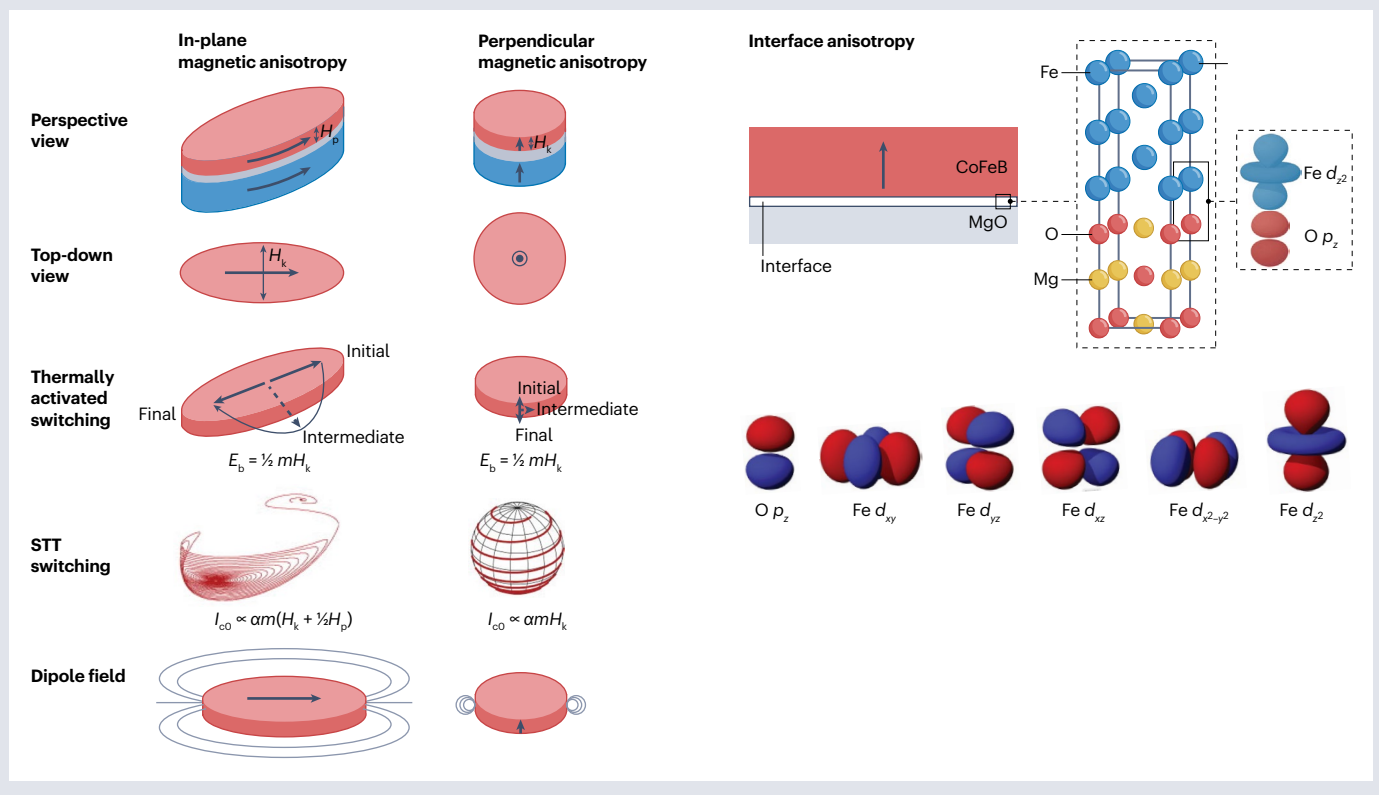 In-plane
magnetic anisotropy
Perpendicular
magnetic anisotropy
Perspective
view
Hp
Hk
Top-down
view
Hk
Thermally
activated
switching
Initial
Final
Intermediate
Eb = ½ mHk
Initial
Intermediate
Final
Eb = ½ mHk
STT
switching
Ic0 ∝ αm(Hk + ½Hp)
Ic0 ∝ αmHk
Dipole field
Interface anisotropy
CoFeB
MgO
Interface
Fe
O
Mg
Fe dz2
O pz
O pz
Fe dxy
Fe dyz
Fe dxz
Fe dx2–y2
Fe dz2